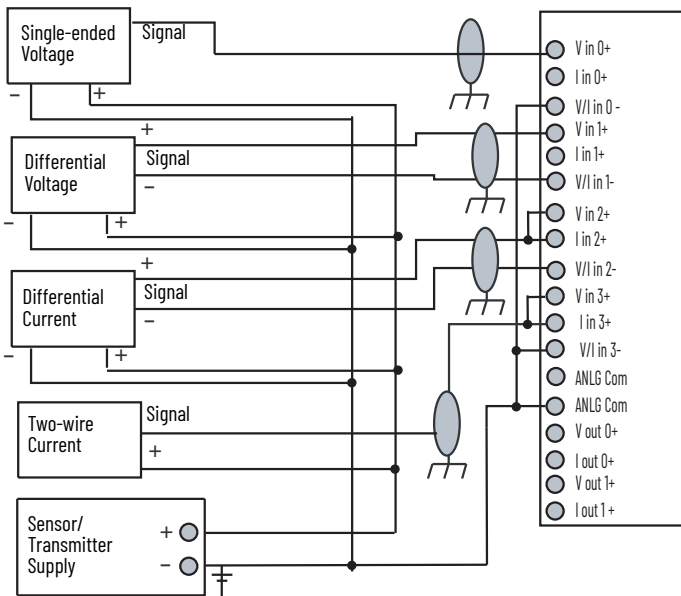 Single-ended
Voltage
Signal
−
+
+
Differential
Voltage
Signal
−
−
+
+
Differential
Current
Signal
−
−
+
Two-wire
Current
Signal
+
Sensor/
Transmitter
Supply
+
−
V in 0+
I in 0+
V/I in 0 -
V in 1+
I in 1+
V/I in 1-
V in 2+
I in 2+
V/I in 2-
V in 3+
I in 3+
V/I in 3-
ANLG Com
ANLG Com
V out 0+
I out 0+
V out 1+
I out 1 +